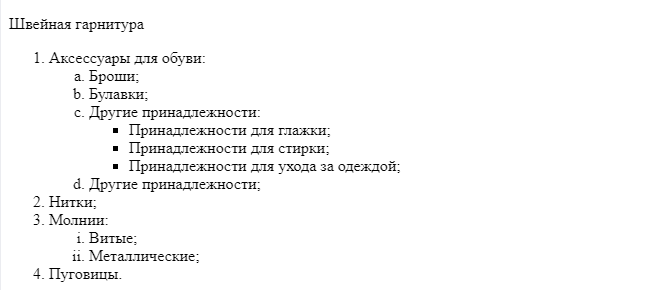 Швейная гарнитура
1. Аксессуары для обуви:
a. Броши;
b. Булавки;
c. Другие принадлежности:
▪ Принадлежности для глажки;
▪ Принадлежности для стирки;
▪ Принадлежности для ухода за одеждой;
d. Другие принадлежности;
2. Нитки;
3. Молнии:
i. Витые;
ii. Металлические;
4. Пуговицы.